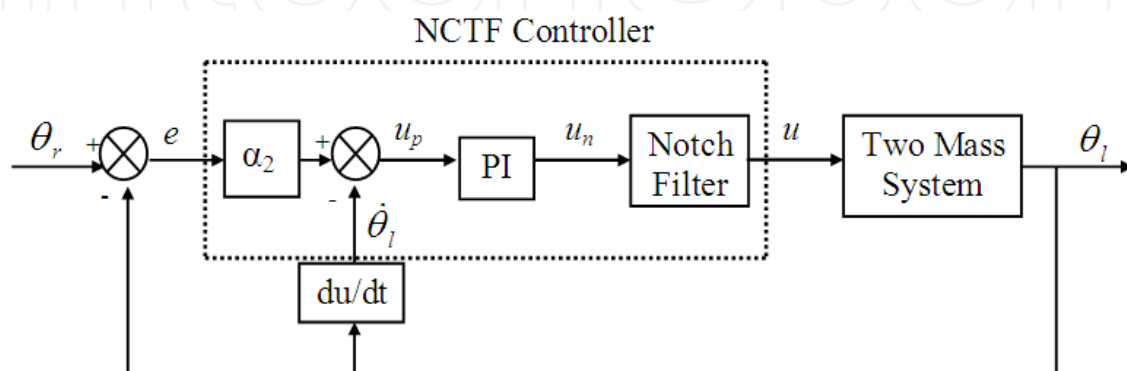 NCTF Controller
θr + - e
α2
+ -
up
PI
un
Notch
Filter
u
Two Mass
System
θl
θ̇l
du/dt